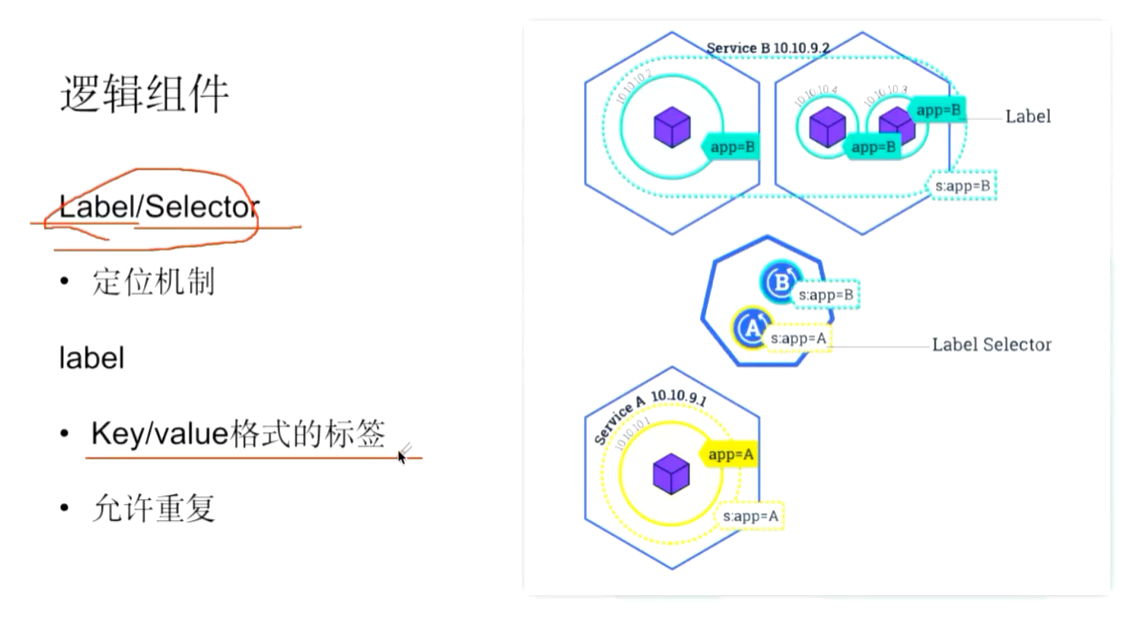 逻辑组件
Label/Selector
• 定位机制
label
• Key/value格式的标签
• 允许重复
Service B 10.10.9.2
10.10.10.2
10.10.10.4
10.10.10.3
app=B
Label
app=B
app=B
s:app=B
B
s:app=B
A
s:app=A
Label Selector
Service A 10.10.9.1
10.10.10.1
app=A
s:app=A